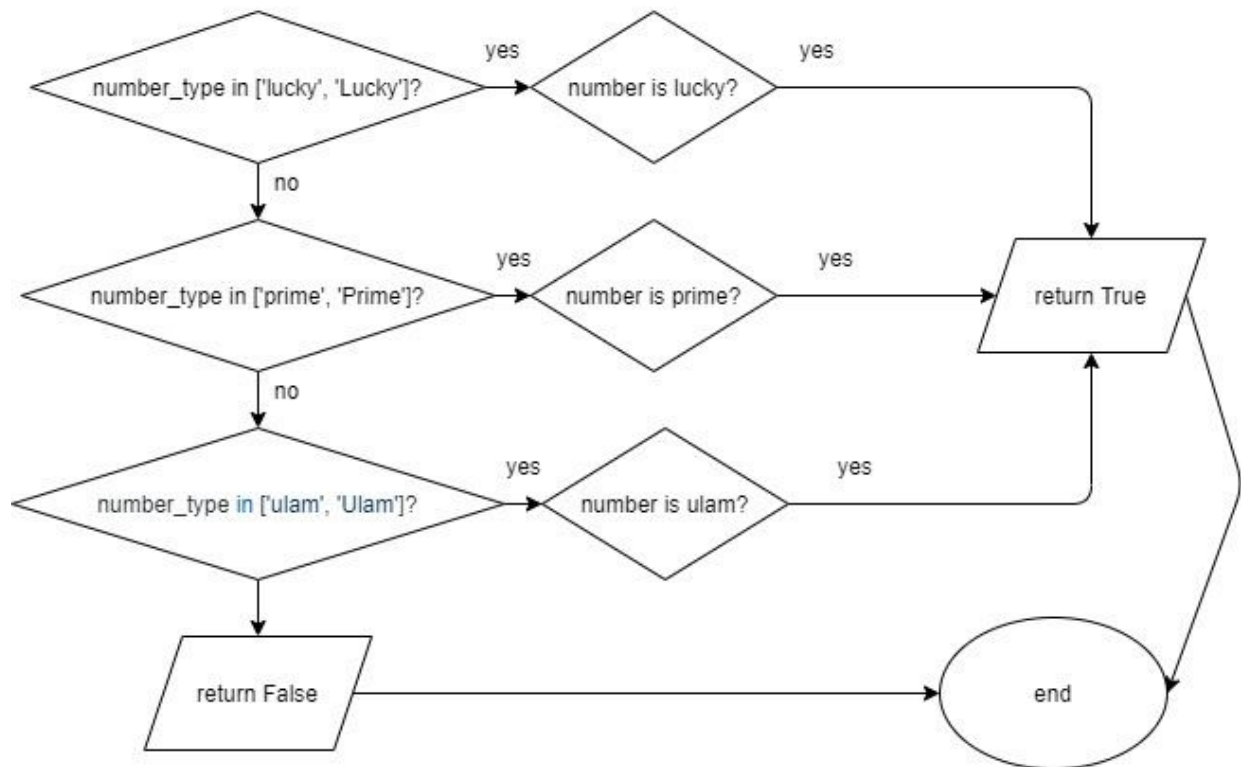 yes
yes
number_type in ['lucky', 'Lucky']?
number is lucky?
no
yes
yes
number_type in ['prime', 'Prime']?
number is prime?
return True
no
yes
yes
number_type in ['ulam', 'Ulam']?
number is ulam?
return False
end